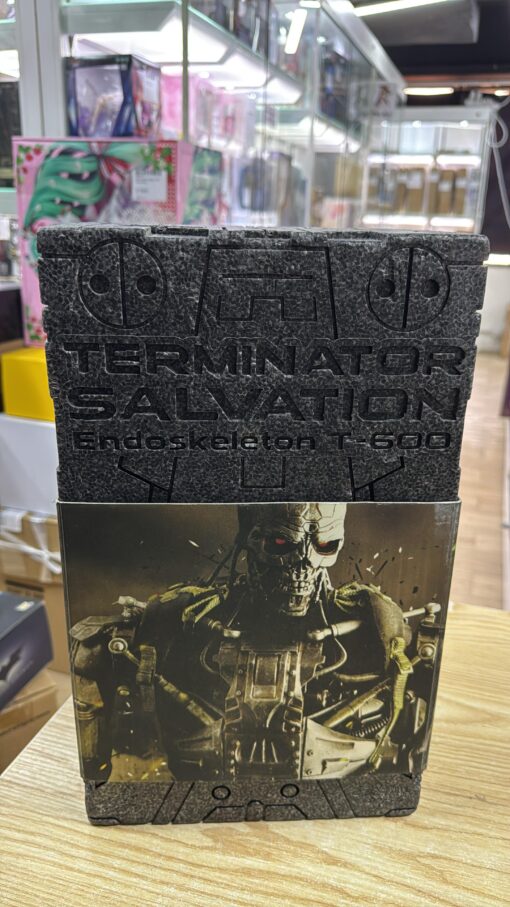 TERMINATOR
SALVATION
Endoskeleton T-600